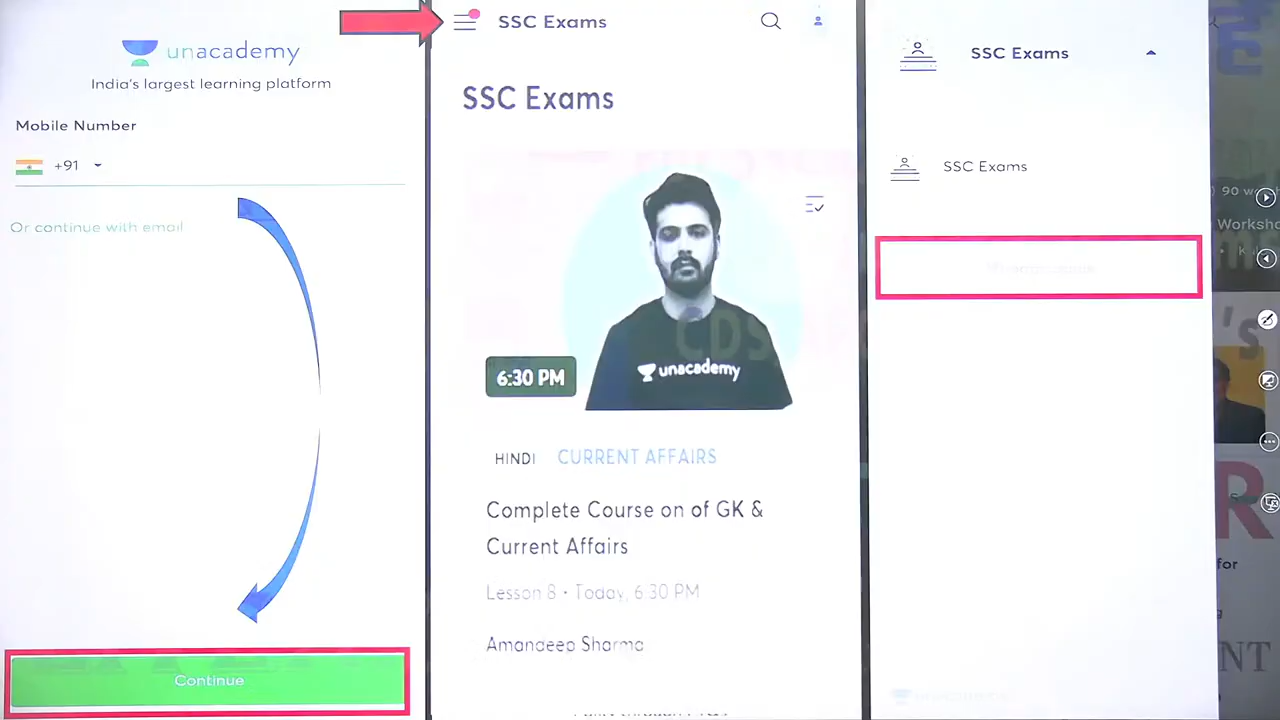 unacademy
India's largest learning platform
Mobile Number
+91
Or continue with email
Continue
SSC Exams
SSC Exams
CDS
unacademy
6:30 PM
HINDI CURRENT AFFAIRS
Complete Course on of GK &
Current Affairs
Lesson 8 • Today, 6:30 PM
Amandeep Sharma
SSC Exams
SSC Exams
90
Worksho
for